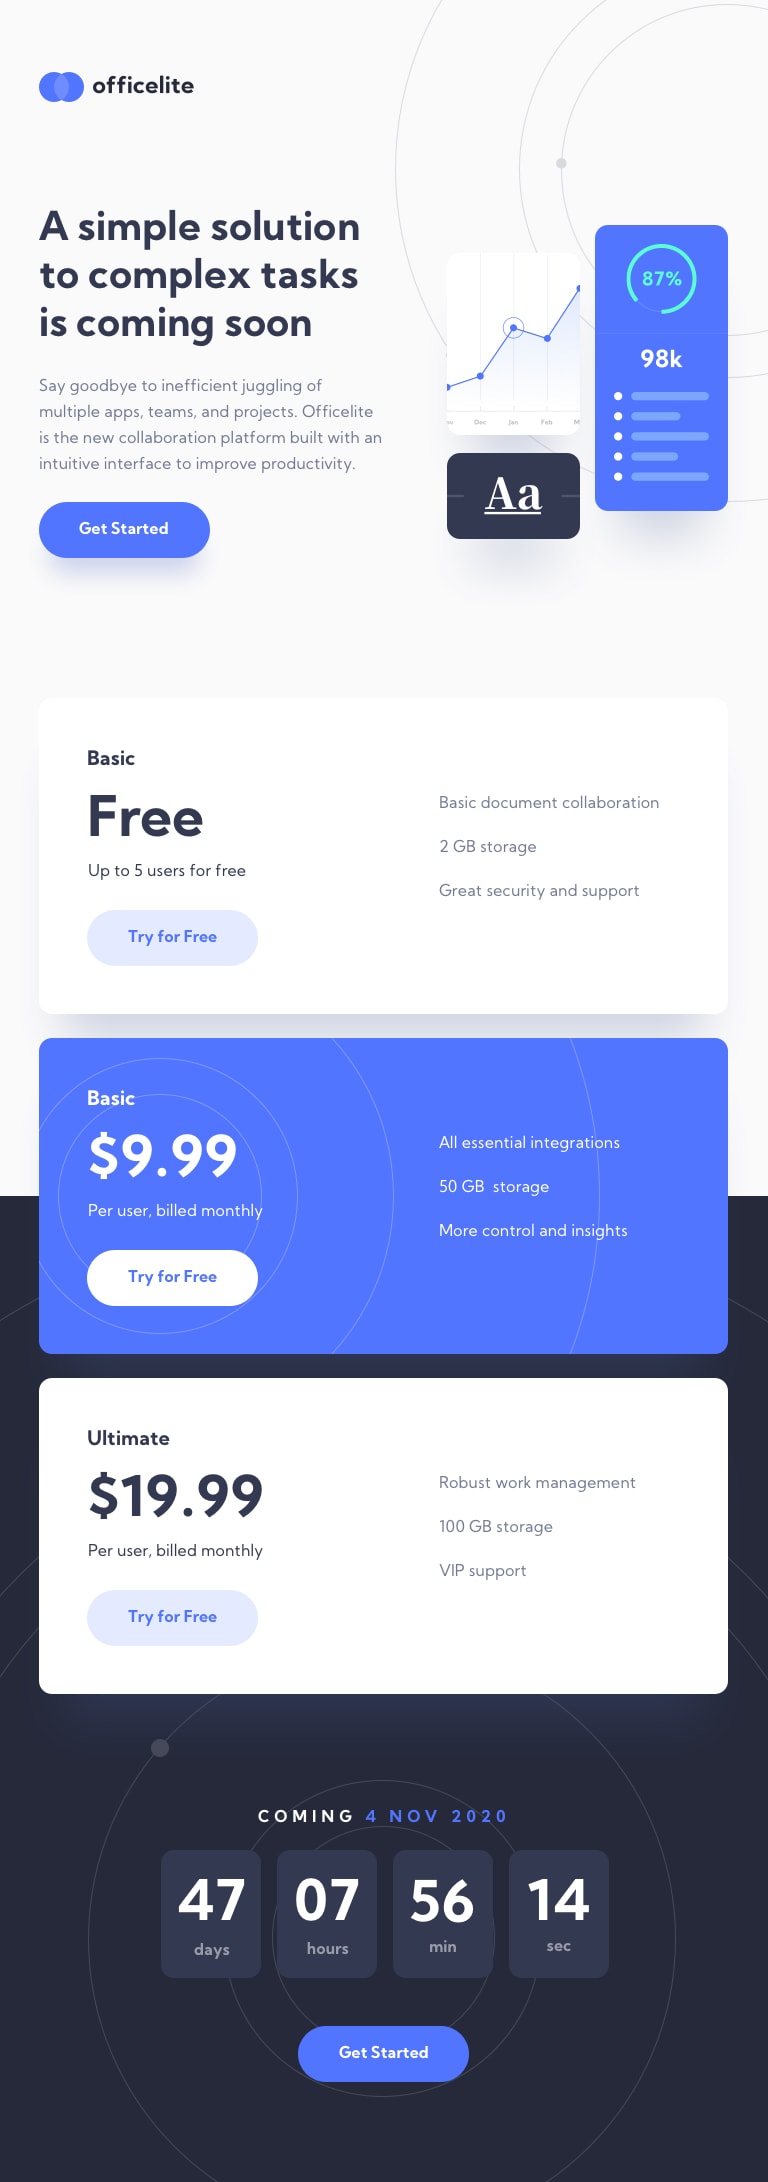 officelite
A simple solution
to complex tasks
is coming soon
Say goodbye to inefficient juggling of
multiple apps, teams, and projects. Officelite
is the new collaboration platform built with an
intuitive interface to improve productivity.
Get Started
87%
98k
Dec Jan Feb
Aa
Basic
Free
Up to 5 users for free
Try for Free
Basic document collaboration
2 GB storage
Great security and support
Basic
$9.99
Per user, billed monthly
Try for Free
All essential integrations
50 GB  storage
More control and insights
Ultimate
$19.99
Per user, billed monthly
Try for Free
Robust work management
100 GB storage
VIP support
COMING 4 NOV 2020
47 07 56 14
days hours min sec
Get Started